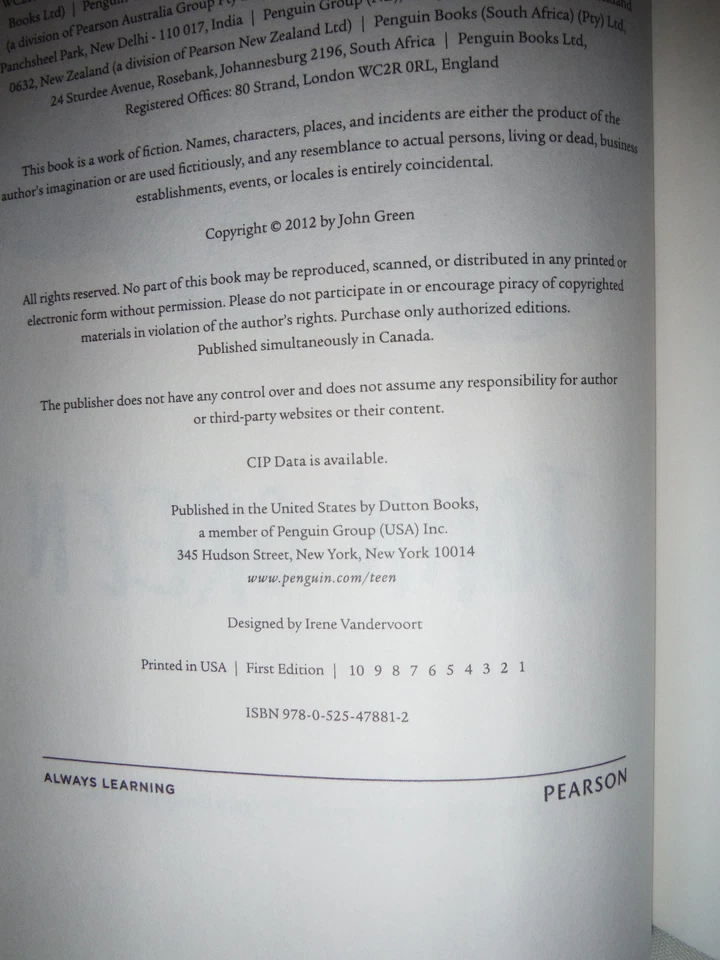 Books Ltd) | Penguin
(a division of Pearson Australia Group
Panchsheel Park, New Delhi - 110 017, India | Penguin Group
0632, New Zealand (a division of Pearson New Zealand Ltd) | Penguin Books (South Africa) (Pty) Ltd,
24 Sturdee Avenue, Rosebank, Johannesburg 2196, South Africa | Penguin Books Ltd,
Registered Offices: 80 Strand, London WC2R 0RL, England
This book is a work of fiction. Names, characters, places, and incidents are either the product of the
author's imagination or are used fictitiously, and any resemblance to actual persons, living or dead, business
establishments, events, or locales is entirely coincidental.
Copyright © 2012 by John Green
All rights reserved. No part of this book may be reproduced, scanned, or distributed in any printed or
electronic form without permission. Please do not participate in or encourage piracy of copyrighted
materials in violation of the author's rights. Purchase only authorized editions.
Published simultaneously in Canada.
The publisher does not have any control over and does not assume any responsibility for author
or third-party websites or their content.
CIP Data is available.
Published in the United States by Dutton Books,
a member of Penguin Group (USA) Inc.
345 Hudson Street, New York, New York 10014
www.penguin.com/teen
Designed by Irene Vandervoort
Printed in USA | First Edition | 10 9 8 7 6 5 4 3 2 1
ISBN 978-0-525-47881-2
ALWAYS LEARNING
PEARSON